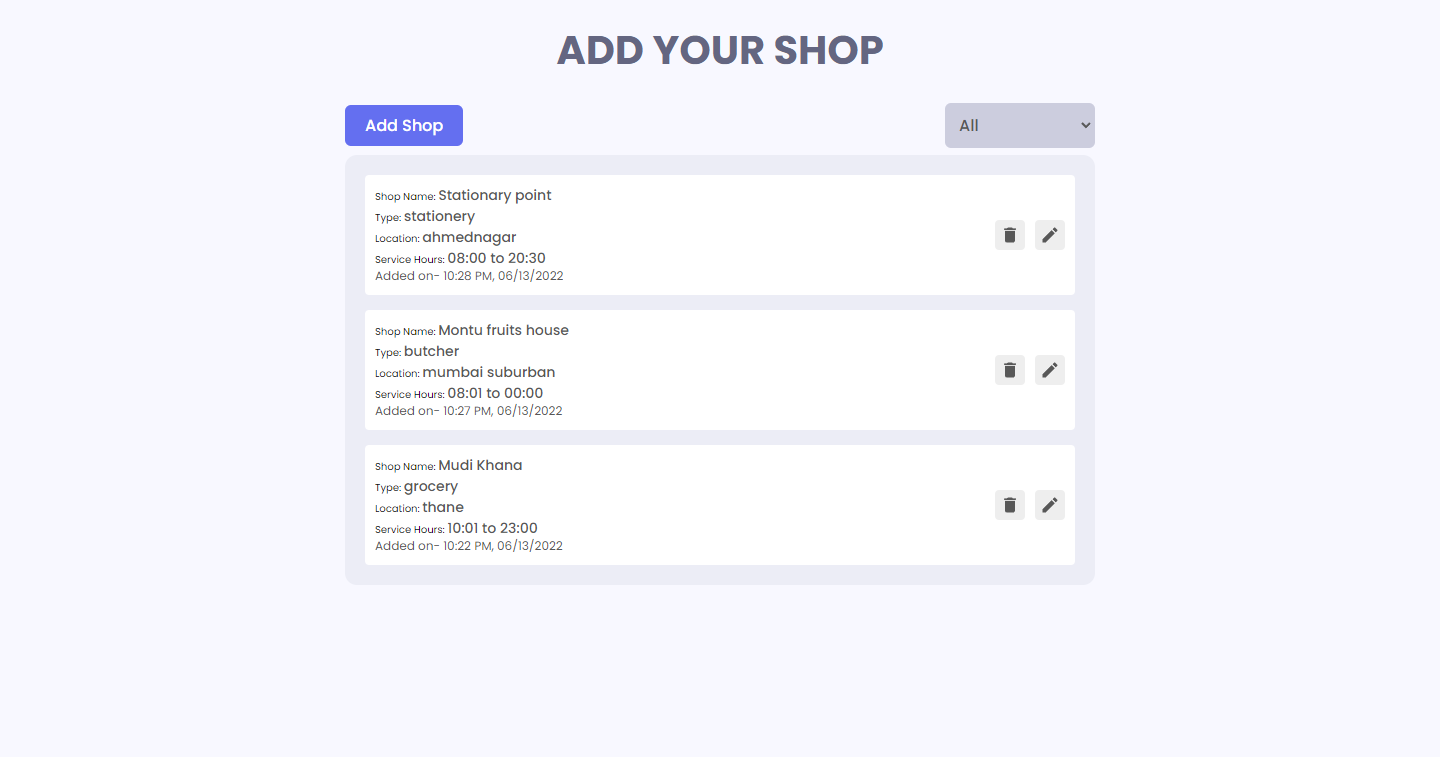 ADD YOUR SHOP
Add Shop
All
Shop Name: Stationary point
Type: stationery
Location: ahmednagar
Service Hours: 08:00 to 20:30
Added on- 10:28 PM, 06/13/2022
Shop Name: Montu fruits house
Type: butcher
Location: mumbai suburban
Service Hours: 08:01 to 00:00
Added on- 10:27 PM, 06/13/2022
Shop Name: Mudi Khana
Type: grocery
Location: thane
Service Hours: 10:01 to 23:00
Added on- 10:22 PM, 06/13/2022